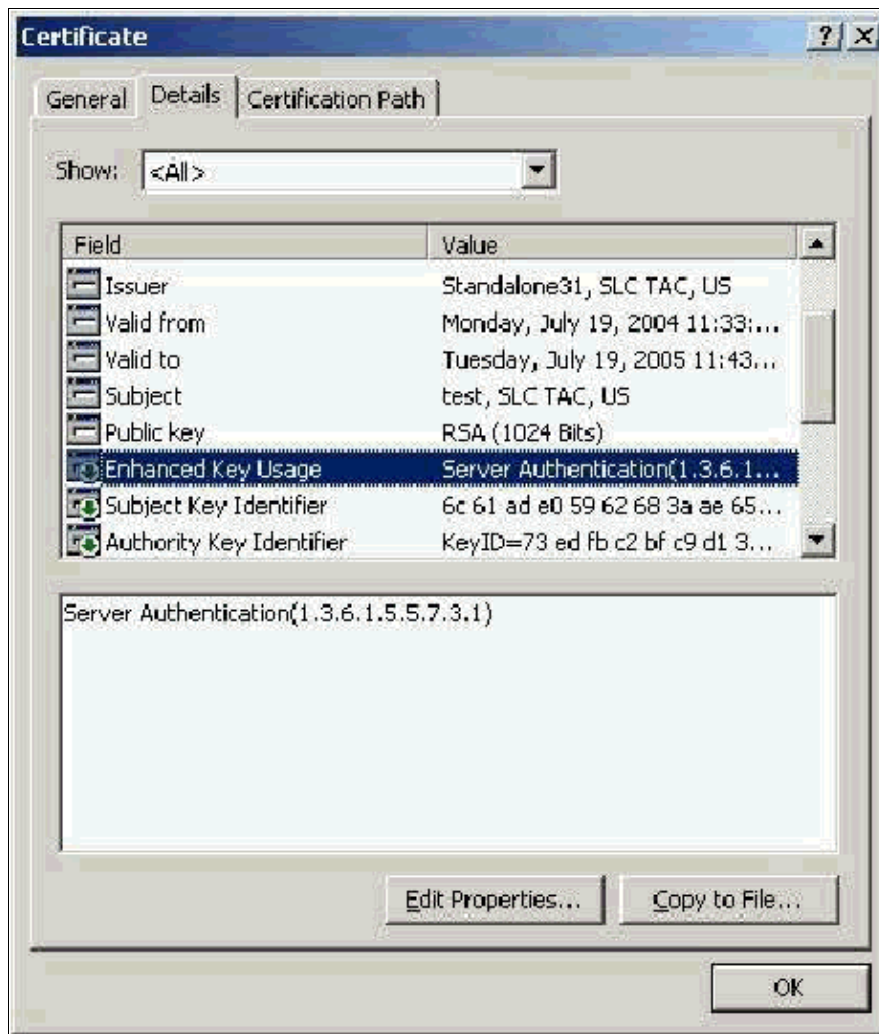 Certificate
General Details Certification Path
Show: <All>
Field Value
Issuer Standalone31, SLC TAC, US
Valid from Monday, July 19, 2004 11:33:...
Valid to Tuesday, July 19, 2005 11:43...
Subject test, SLC TAC, US
Public key RSA (1024 Bits)
Enhanced Key Usage Server Authentication(1.3.6.1...
Subject Key Identifier 6c 61 ad e0 59 62 68 3a ae 65...
Authority Key Identifier KeyID=73 ed fb c2 bf c9 d1 3...
Server Authentication(1.3.6.1.5.5.7.3.1)
Edit Properties... Copy to File...
OK